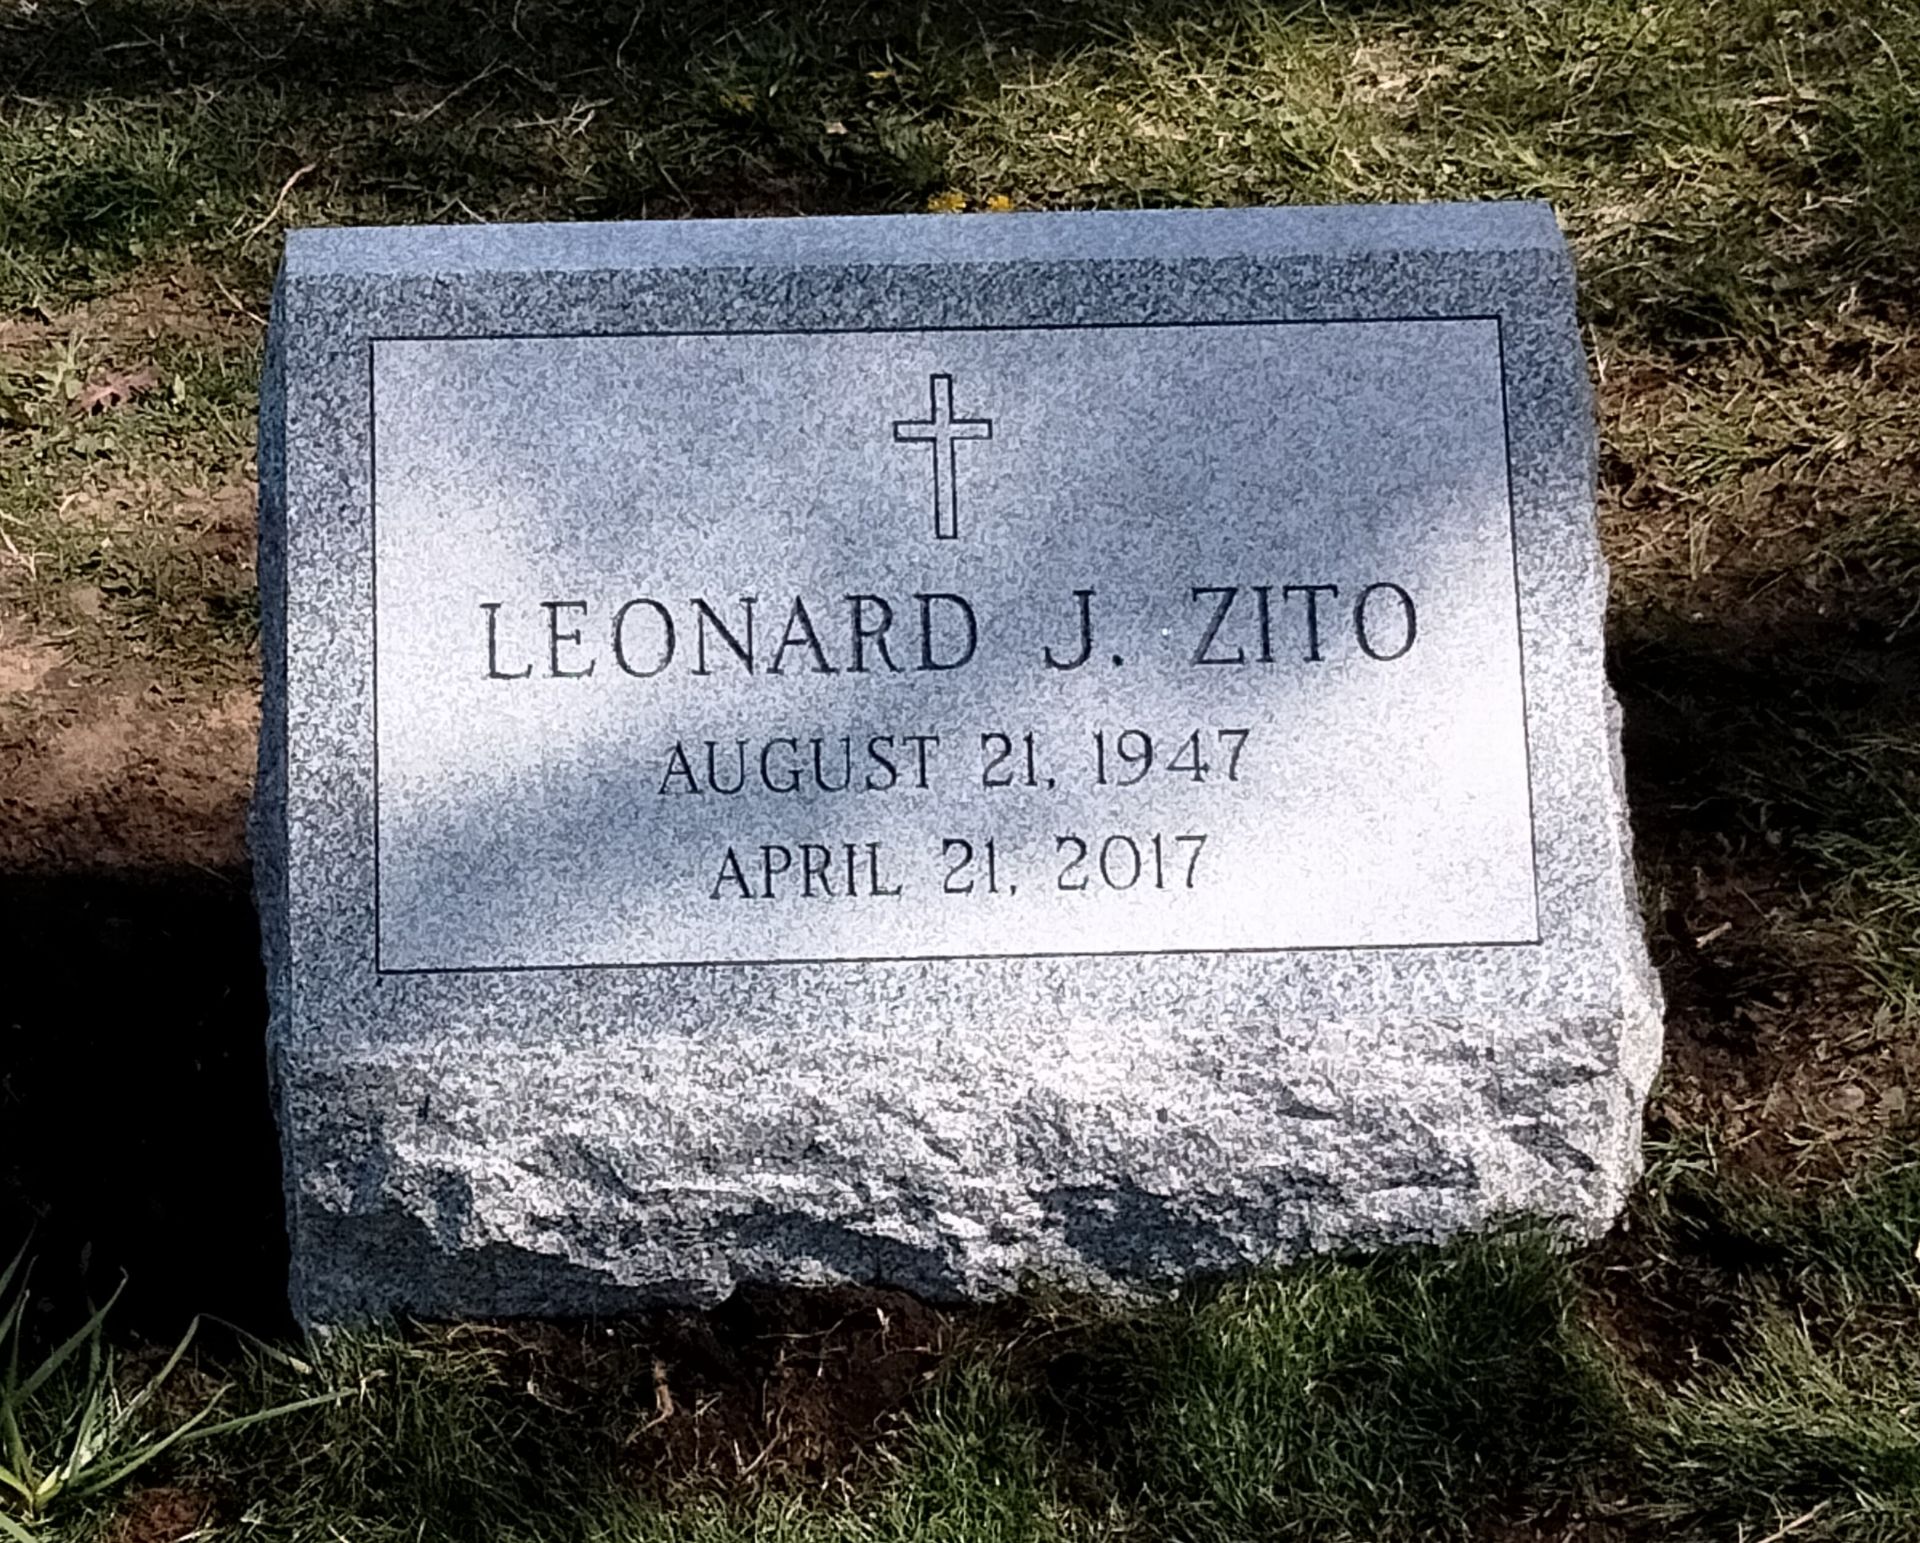 LEONARD J. ZITO
AUGUST 21, 1947
APRIL 21, 2017